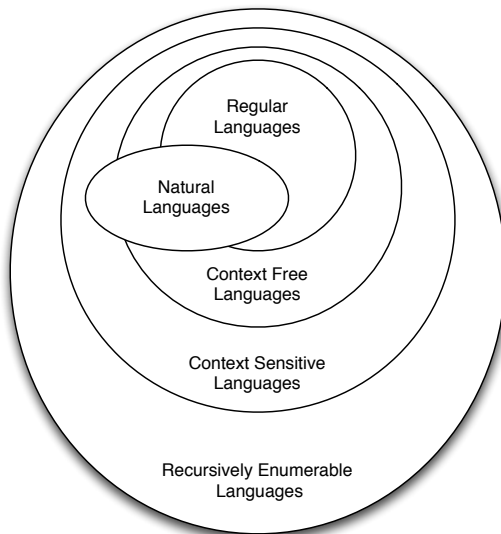 Regular
Languages
Natural
Languages
Context Free
Languages
Context Sensitive
Languages
Recursively Enumerable
Languages